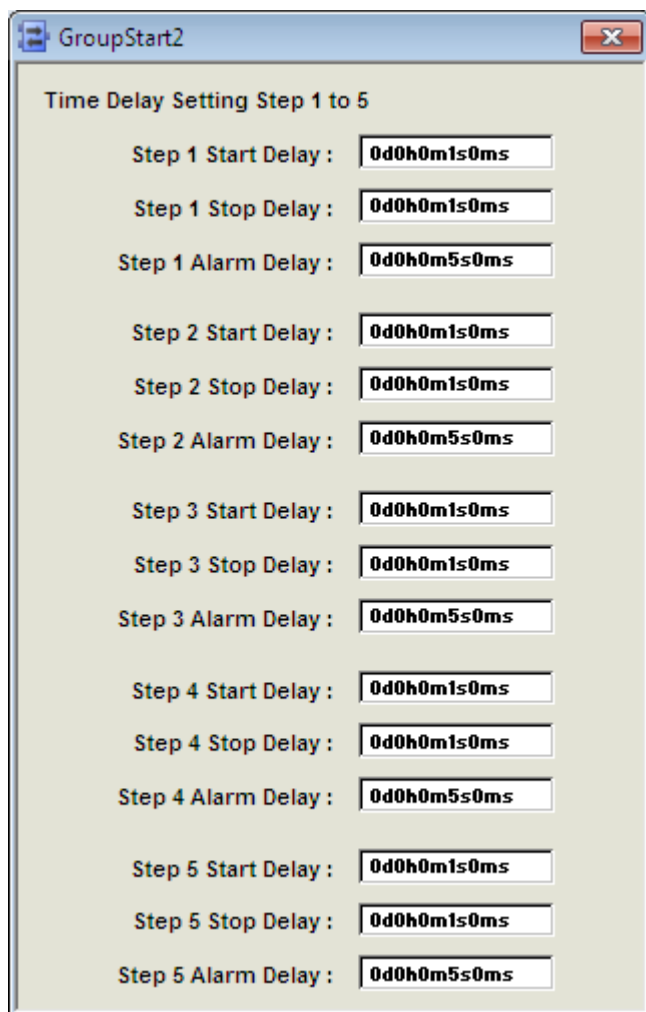 GroupStart2
Time Delay Setting Step 1 to 5
Step 1 Start Delay : 0d0h0m1s0ms
Step 1 Stop Delay : 0d0h0m1s0ms
Step 1 Alarm Delay : 0d0h0m5s0ms
Step 2 Start Delay : 0d0h0m1s0ms
Step 2 Stop Delay : 0d0h0m1s0ms
Step 2 Alarm Delay : 0d0h0m5s0ms
Step 3 Start Delay : 0d0h0m1s0ms
Step 3 Stop Delay : 0d0h0m1s0ms
Step 3 Alarm Delay : 0d0h0m5s0ms
Step 4 Start Delay : 0d0h0m1s0ms
Step 4 Stop Delay : 0d0h0m1s0ms
Step 4 Alarm Delay : 0d0h0m5s0ms
Step 5 Start Delay : 0d0h0m1s0ms
Step 5 Stop Delay : 0d0h0m1s0ms
Step 5 Alarm Delay : 0d0h0m5s0ms